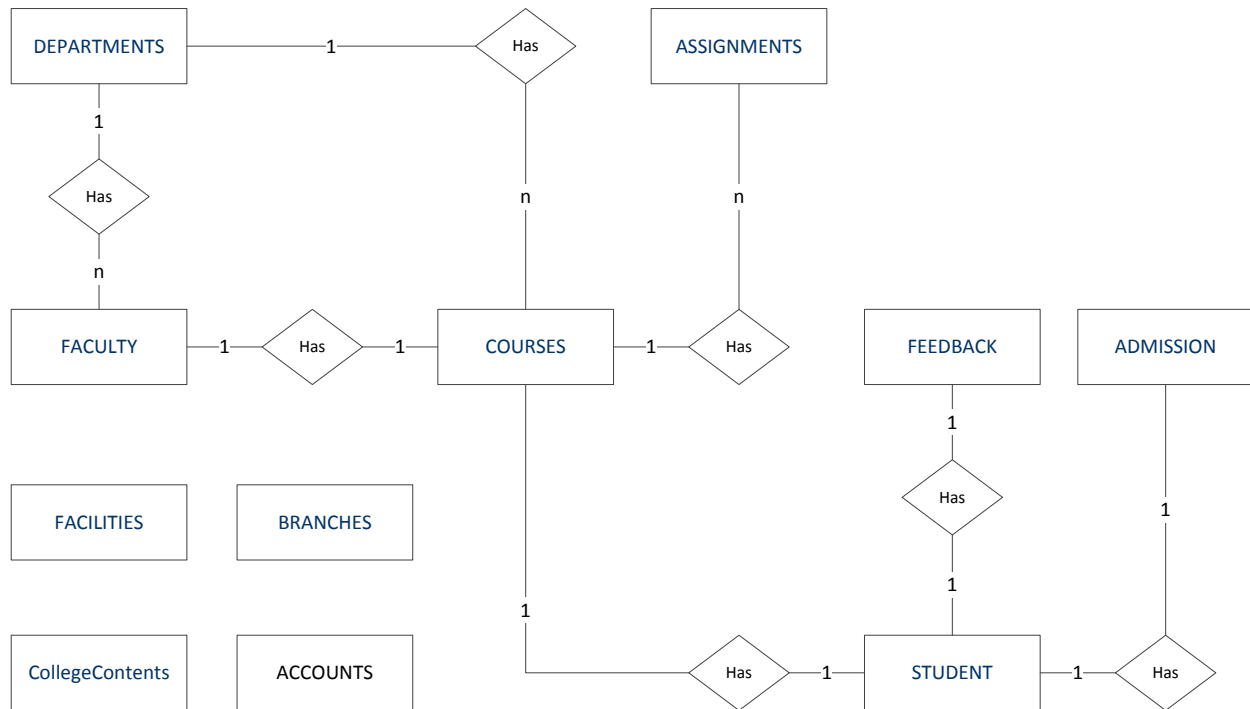 DEPARTMENTS
1
Has
ASSIGNMENTS
1
Has
n
n
n
FACULTY
1
Has
1
COURSES
1
Has
FEEDBACK
ADMISSION
1
Has
1
FACILITIES
BRANCHES
1
1
CollegeContents
ACCOUNTS
Has
1
STUDENT
1
Has